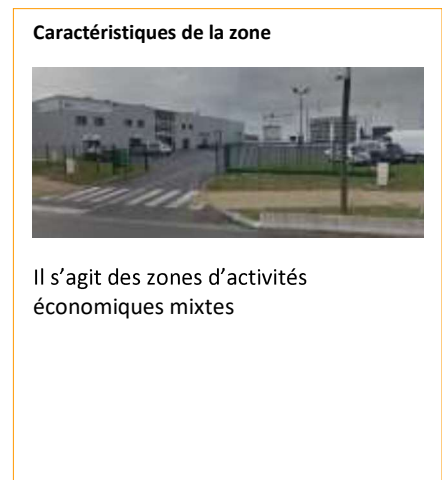 Caractéristiques de la zone
Il s’agit des zones d’activités
économiques mixtes